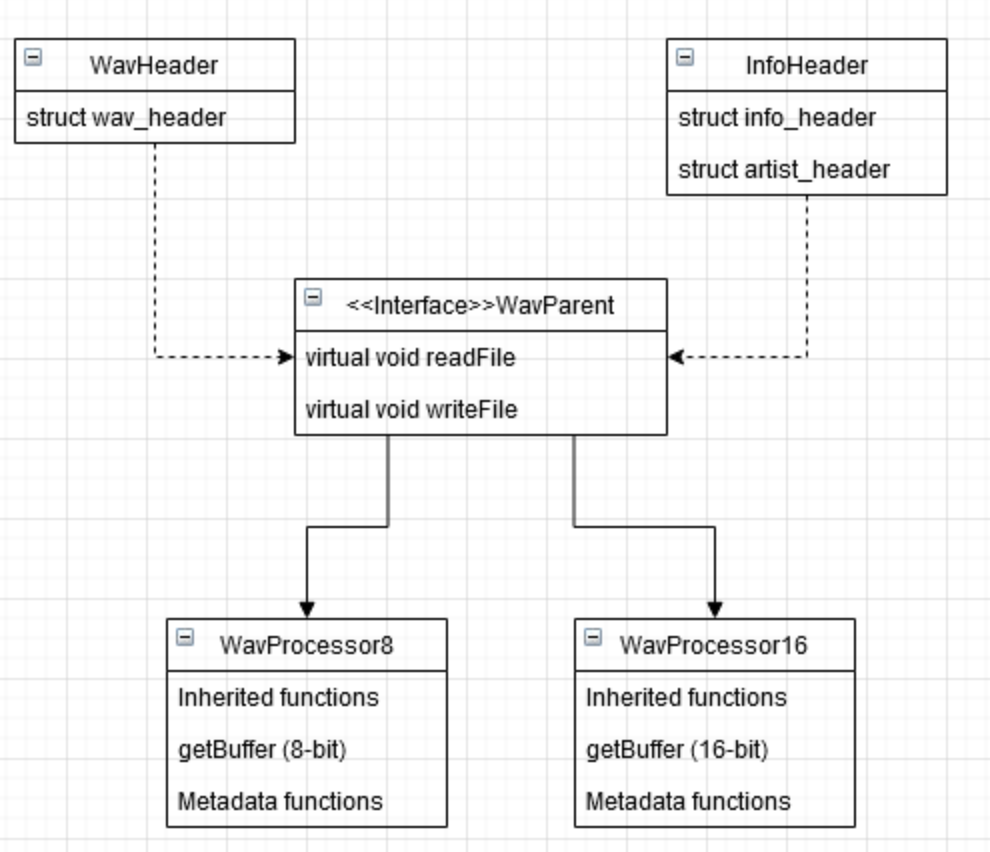 WavHeader
struct wav_header
InfoHeader
struct info_header
struct artist_header
<<Interface>>WavParent
virtual void readFile
virtual void writeFile
WavProcessor8
Inherited functions
getBuffer (8-bit)
Metadata functions
WavProcessor16
Inherited functions
getBuffer (16-bit)
Metadata functions